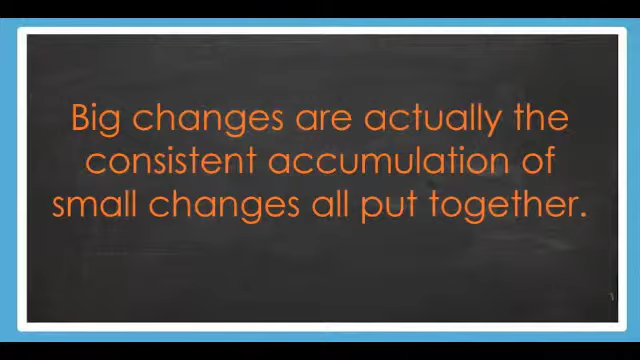 Big changes are actually the
consistent accumulation of
small changes all put together.